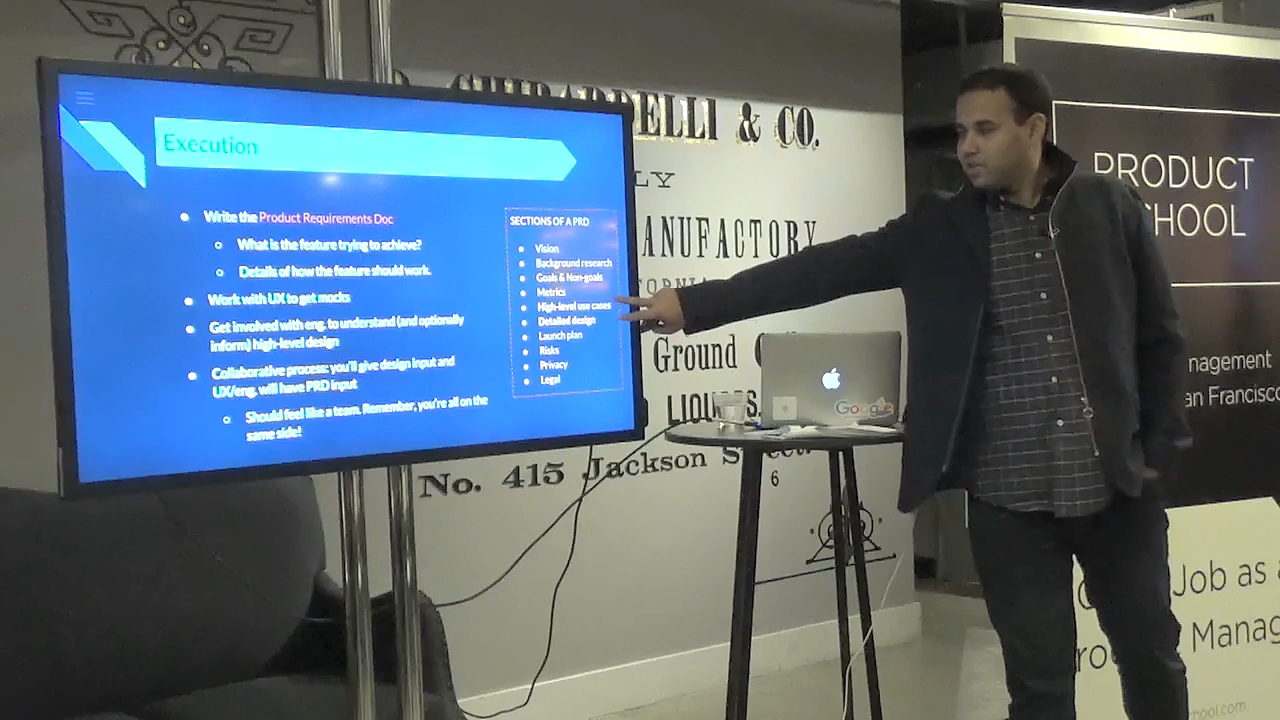 Execution
Write the Product Requirements Doc
What is the feature trying to achieve?
Details of how the feature should work.
Work with UX to get mocks
Get involved with eng. to understand (and optionally
inform) high-level design
Collaborative process: you'll give design input and
UX/eng. will have PRD input
Should feel like a team. Remember, you're all on the
same side!
SECTIONS OF A PRD
Vision
Background research
Goals & Non-goals
Metrics
High-level use cases
Detailed design
Launch plan
Risks
Privacy
Legal
& CO.
LY
ANUFACTORY
Ground
LIQUORS,
No. 415 Jackson
6
Google
PRODUCT
CHOOL
nagement
an Francisco
Job as a
Manag
hool.com